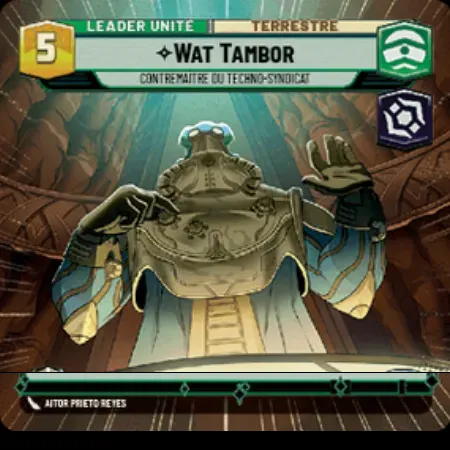 LEADER UNITÉ TERRESTRE
5
WAT TAMBOR
CONTREMAÎTRE DU TECHNO-SYNDICAT
AITOR PRIETO REYES